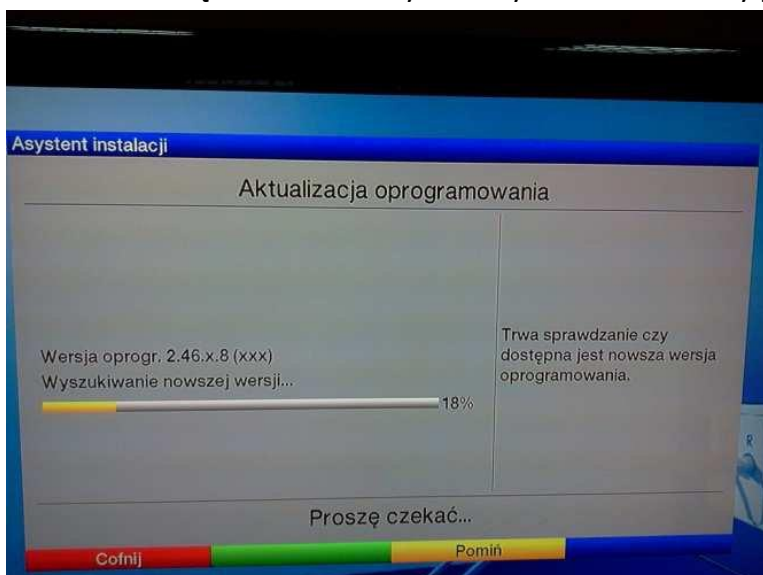 Asystent instalacji
Aktualizacja oprogramowania
Wersja oprogr. 2.46.x.8 (xxx)
Wyszukiwanie nowszej wersji...
18%
Trwa sprawdzanie czy
dostępna jest nowsza wersja
oprogramowania.
R
Proszę czekać...
Cofnij
Pomiń